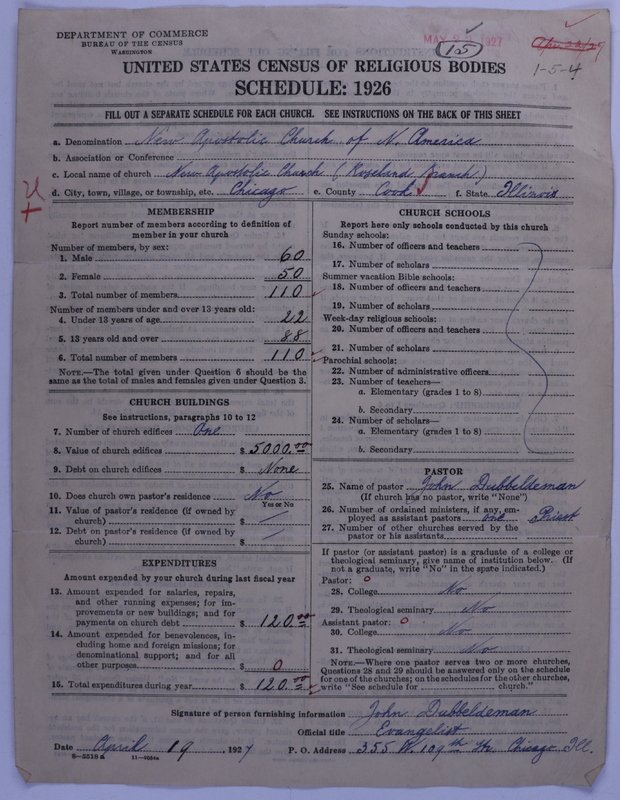 DEPARTMENT OF COMMERCE
BUREAU OF THE CENSUS
WASHINGTON
MAY 1927
105
1-5-4
UNITED STATES CENSUS OF RELIGIOUS BODIES
SCHEDULE: 1926
FILL OUT A SEPARATE SCHEDULE FOR EACH CHURCH. SEE INSTRUCTIONS ON THE BACK OF THIS SHEET
a. Denomination New Apostolic Church of N. America
b. Association or Conference
c. Local name of church New Apostolic Church (Roseland Branch)
d. City, town, village, or township, etc. Chicago e. County Cook f. State Illinois
MEMBERSHIP
Report number of members according to definition of
member in your church
Number of members, by sex:
1. Male 60
2. Female 50
3. Total number of members 110
Number of members under and over 13 years old:
4. Under 13 years of age 22
5. 13 years old and over 88
6. Total number of members 110
NOTE.—The total given under Question 6 should be
same as the total of males and females given under Question 3.
CHURCH BUILDINGS
See instructions, paragraphs 10 to 12
7. Number of church edifices One
8. Value of church edifices $ 5000.00
9. Debt on church edifices $ None
10. Does church own pastor's residence No
Yes or No
11. Value of pastor's residence (if owned by
church) $ —
12. Debt on pastor's residence (if owned by
church) $ —
EXPENDITURES
Amount expended by your church during last fiscal year
13. Amount expended for salaries, repairs,
and other running expenses; for im-
provements or new buildings; and for
payments on church debt $ 120.00
14. Amount expended for benevolences, in-
cluding home and foreign missions; for
denominational support; and for all
other purposes $ 0
15. Total expenditures during year $ 120.00
CHURCH SCHOOLS
Report here only schools conducted by this church
Sunday schools:
16. Number of officers and teachers
17. Number of scholars
Summer vacation Bible schools:
18. Number of officers and teachers
19. Number of scholars
Week-day religious schools:
20. Number of officers and teachers
21. Number of scholars
Parochial schools:
22. Number of administrative officers
23. Number of teachers—
a. Elementary (grades 1 to 8)
b. Secondary
24. Number of scholars—
a. Elementary (grades 1 to 8)
b. Secondary
PASTOR
25. Name of pastor John Dubbeldeman
(If church has no pastor, write "None")
26. Number of ordained ministers, if any, em-
ployed as assistant pastors one Priest
27. Number of other churches served by the
pastor or his assistants
If pastor (or assistant pastor) is a graduate of a college or
theological seminary, give name of institution below. (If
not a graduate, write "No" in the space indicated.)
Pastor: 0
28. College No
29. Theological seminary No
Assistant pastor: 0
30. College No
31. Theological seminary No
NOTE.—Where one pastor serves two or more churches,
Questions 28 and 29 should be answered only on the schedule
for one of the churches; on the schedules for the other churches,
write "See schedule for church."
Signature of person furnishing information John Dubbeldeman
Official title Evangelist
Date April 19, 1927 P. O. Address 355 W. 109th Str. Chicago Ill.
8—5518a 11—9084a